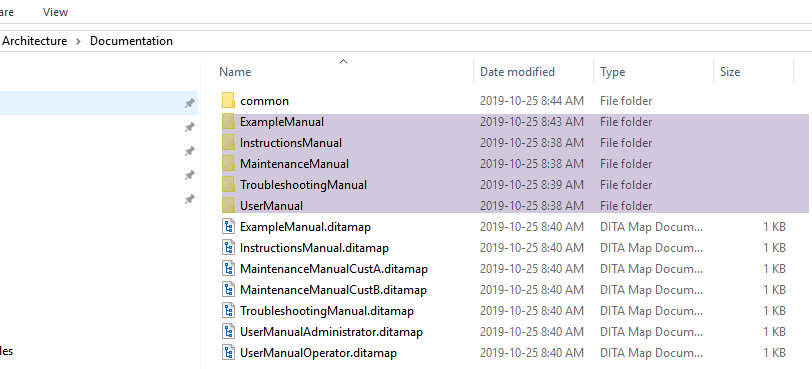 are View
Architecture > Documentation
Name Date modified Type Size
common 2019-10-25 8:44 AM File folder
ExampleManual 2019-10-25 8:43 AM File folder
InstructionsManual 2019-10-25 8:38 AM File folder
MaintenanceManual 2019-10-25 8:38 AM File folder
TroubleshootingManual 2019-10-25 8:39 AM File folder
UserManual 2019-10-25 8:38 AM File folder
ExampleManual.ditamap 2019-10-25 8:40 AM DITA Map Docum... 1 KB
InstructionsManual.ditamap 2019-10-25 8:40 AM DITA Map Docum... 1 KB
MaintenanceManualCustA.ditamap 2019-10-25 8:40 AM DITA Map Docum... 1 KB
MaintenanceManualCustB.ditamap 2019-10-25 8:40 AM DITA Map Docum... 1 KB
TroubleshootingManual.ditamap 2019-10-25 8:40 AM DITA Map Docum... 1 KB
UserManualAdministrator.ditamap 2019-10-25 8:40 AM DITA Map Docum... 1 KB
les UserManualOperator.ditamap 2019-10-25 8:40 AM DITA Map Docum... 1 KB